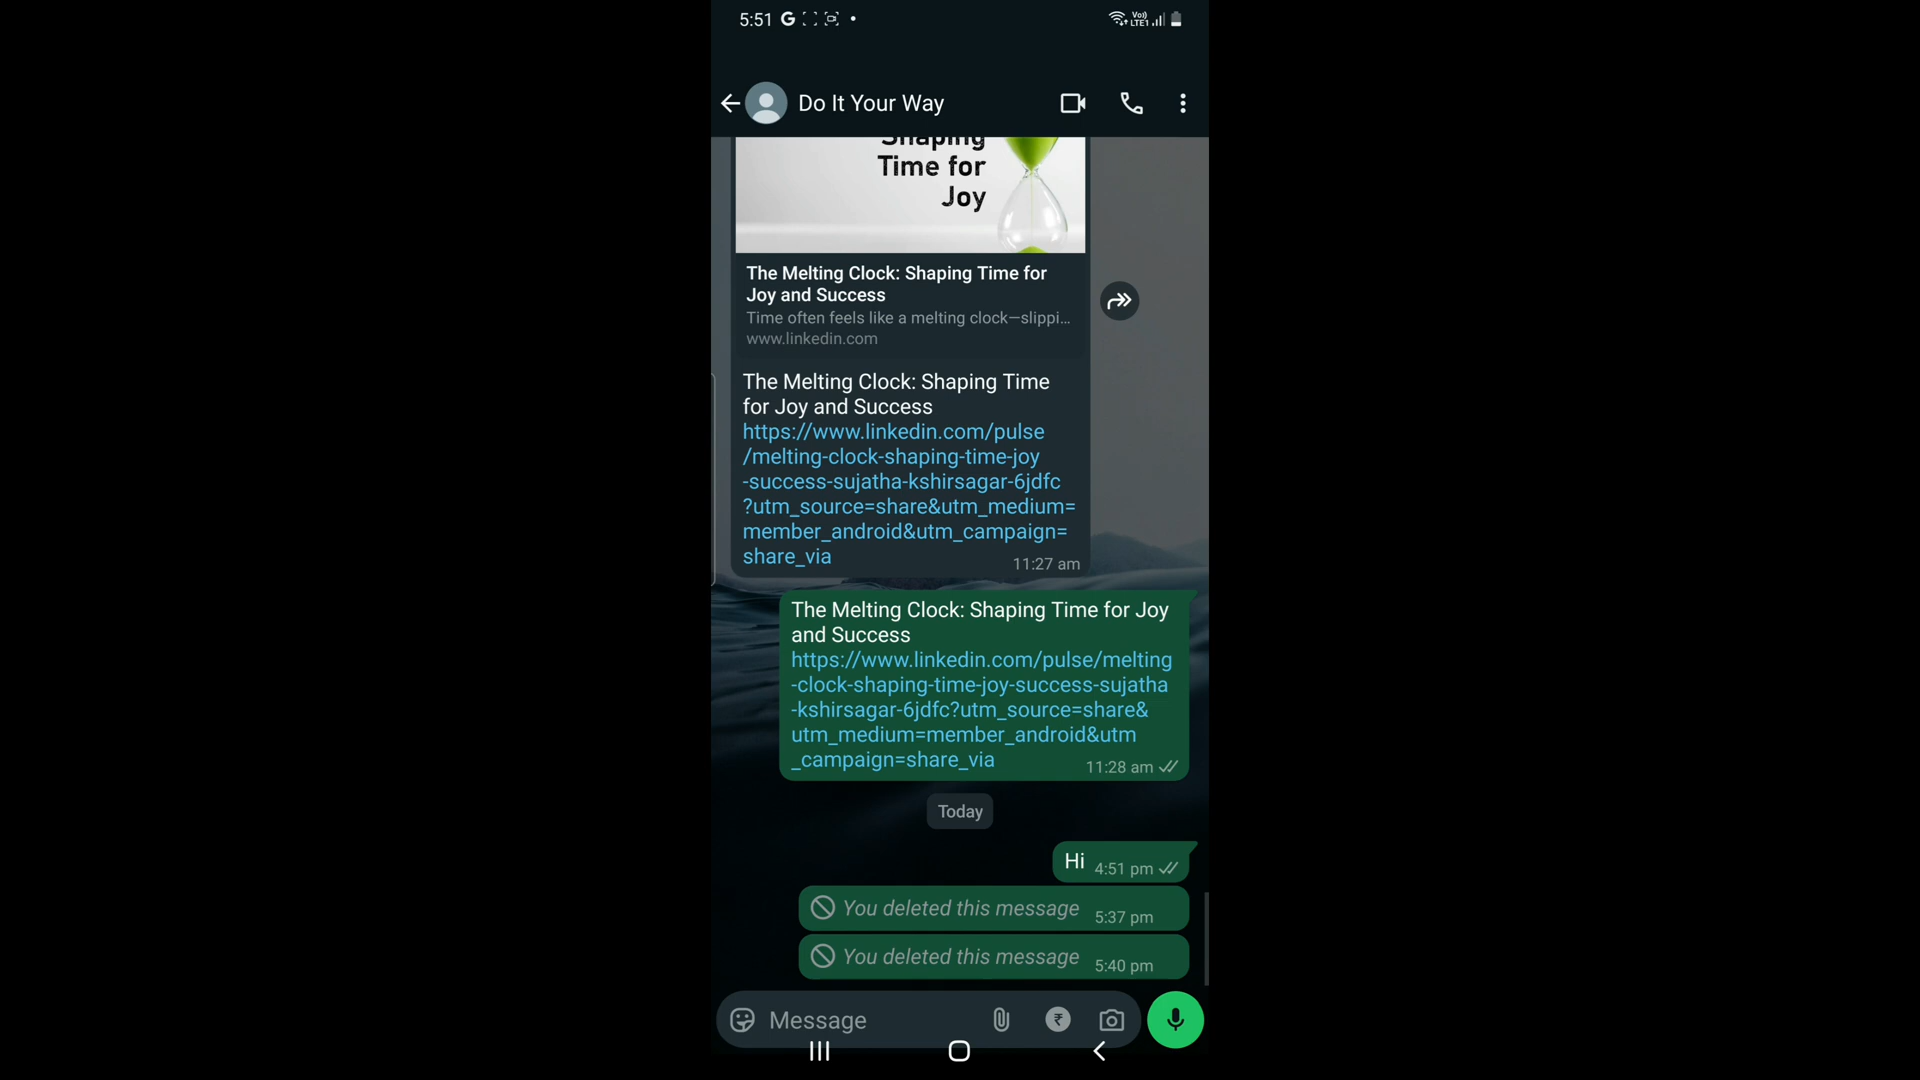 5:51
Vo))
LTE1
Do It Your Way
Shaping
Time for
Joy
The Melting Clock: Shaping Time for
Joy and Success
Time often feels like a melting clock—slippi...
www.linkedin.com
The Melting Clock: Shaping Time
for Joy and Success
https://www.linkedin.com/pulse
/melting-clock-shaping-time-joy
-success-sujatha-kshirsagar-6jdfc
?utm_source=share&utm_medium=
member_android&utm_campaign=
share_via
11:27 am
The Melting Clock: Shaping Time for Joy
and Success
https://www.linkedin.com/pulse/melting
-clock-shaping-time-joy-success-sujatha
-kshirsagar-6jdfc?utm_source=share&
utm_medium=member_android&utm
_campaign=share_via
11:28 am
Today
Hi 4:51 pm
You deleted this message 5:37 pm
You deleted this message 5:40 pm
Message